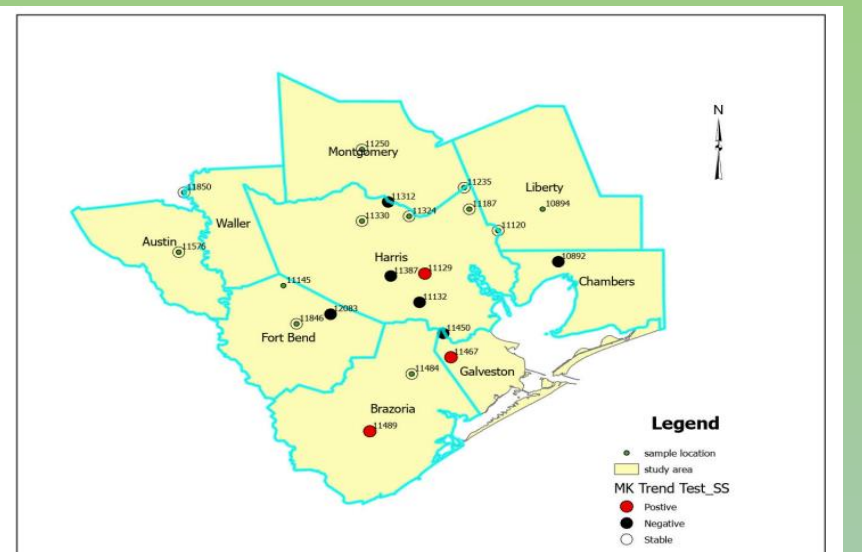 N
11250
Montgomery
11235
Liberty
11850
11312
11187
10894
11330
11324
Waller
11120
Austin
11576
Harris
10892
11387
11129
Chambers
11145
11132
12083
11846
11450
Fort Bend
11467
11484
Galveston
Brazoria
11489
Legend
sample location
study area
MK Trend Test_SS
Postive
Negative
Stable